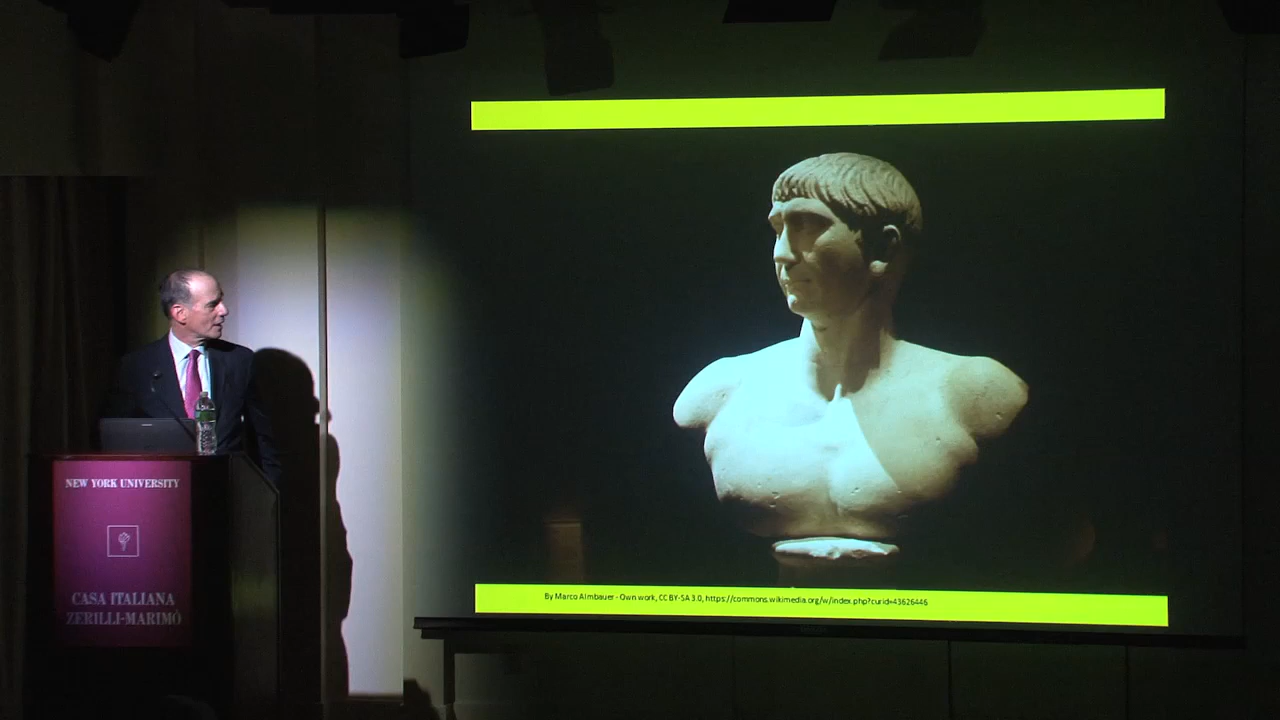 NEW YORK UNIVERSITY
CASA ITALIANA
ZERILLI-MARIMÒ
By Marco Almbauer - Own work, CC BY-SA 3.0, https://commons.wikimedia.org/w/index.php?curid=43626446